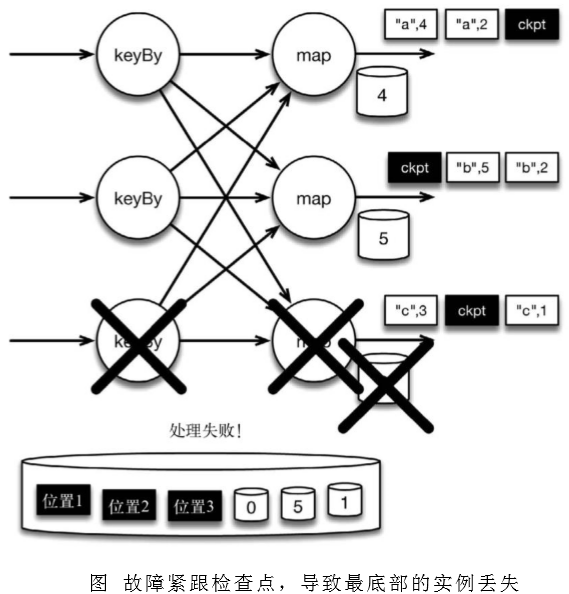 "a",4 "a",2 ckpt
keyBy map
4
ckpt "b",5 "b",2
keyBy map
5
"c",3 ckpt "c",1
keyBy
处理失败!
位置1 位置2 位置3 0 5 1
图 故障紧跟检查点，导致最底部的实例丢失